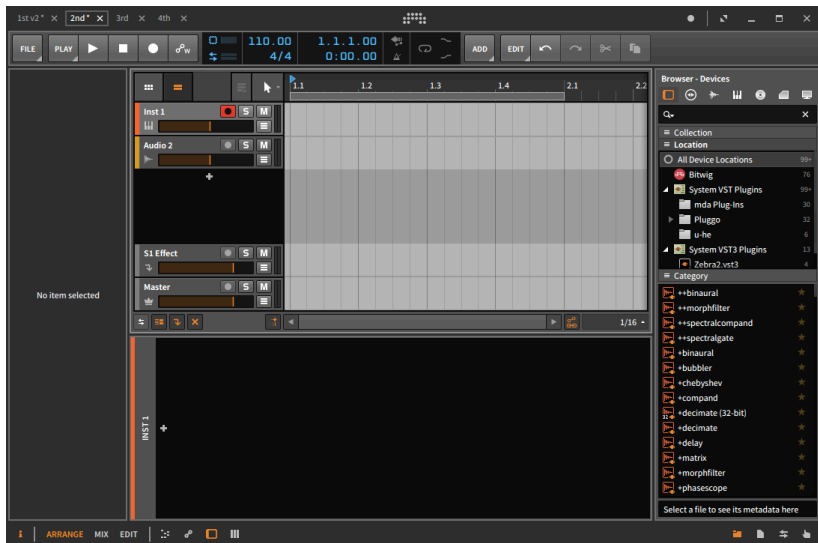 1st v2 * 2nd * 3rd 4th
FILE PLAY 110.00 1.1.1.00 ADD EDIT
4/4 0:00.00
1.1 1.2 1.3 1.4 2.1 2.2
Inst 1 S M
Audio 2 S M
S1 Effect S M
Master S M
1/16
No item selected
INST 1
Browser - Devices
Collection
Location
All Device Locations 99+
Bitwig 76
System VST Plugins 99+
mda Plug-Ins 30
Pluggo 32
u-he 6
System VST3 Plugins 13
Zebra2.vst3 4
Category
++binaural
++morphfilter
++spectralcompand
++spectralgate
+binaural
+bubbler
+chebyshev
+compand
+decimate (32-bit)
+decimate
+delay
+matrix
+morphfilter
+phasescope
Select a file to see its metadata here
i ARRANGE MIX EDIT